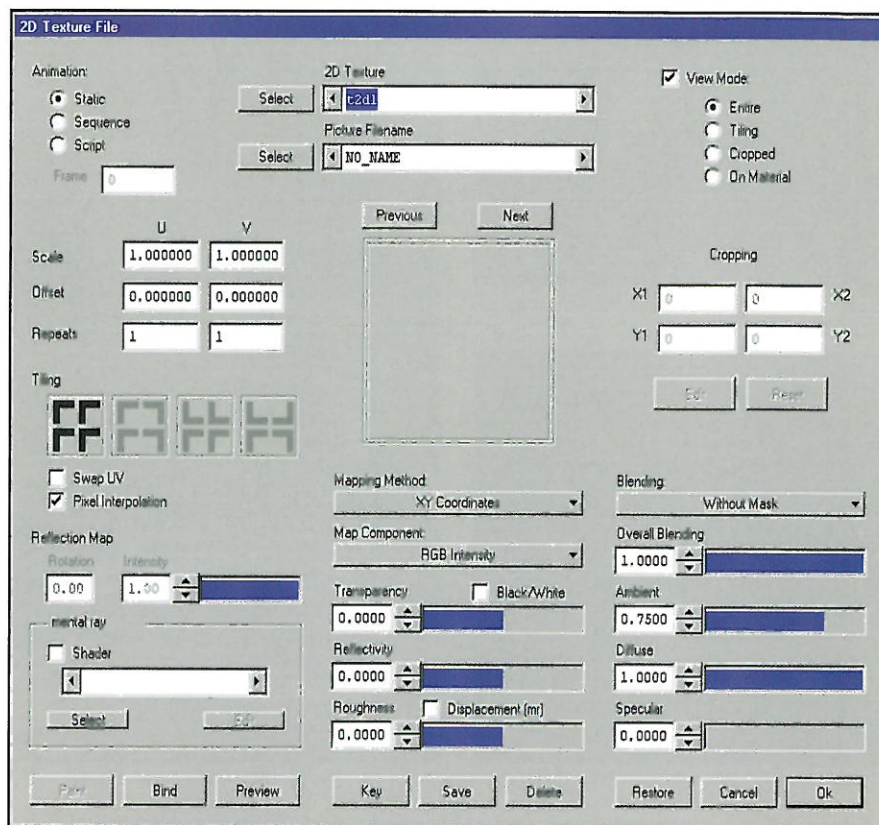 2D Texture File
Animation:
Static
Sequence
Script
Frame 0
2D Texture
Select t2d1
Picture Filename
Select NO_NAME
View Mode:
Entire
Tiling
Cropped
On Material
Previous Next
U V
Scale 1.000000 1.000000
Offset 0.000000 0.000000
Repeats 1 1
Cropping
X1 0 0 X2
Y1 0 0 Y2
Edit Reset
Tiling
Swap UV
Pixel Interpolation
Reflection Map
Rotation Intensity
0.00 1.00
mental ray
Shader
Select Edit
Mapping Method:
XY Coordinates
Map Component:
RGB Intensity
Transparency Black/White
0.0000
Reflectivity
0.0000
Roughness Displacement (mr)
0.0000
Blending:
Without Mask
Overall Blending
1.0000
Ambient
0.7500
Diffuse
1.0000
Specular
0.0000
Bind Preview Key Save Delete Restore Cancel Ok